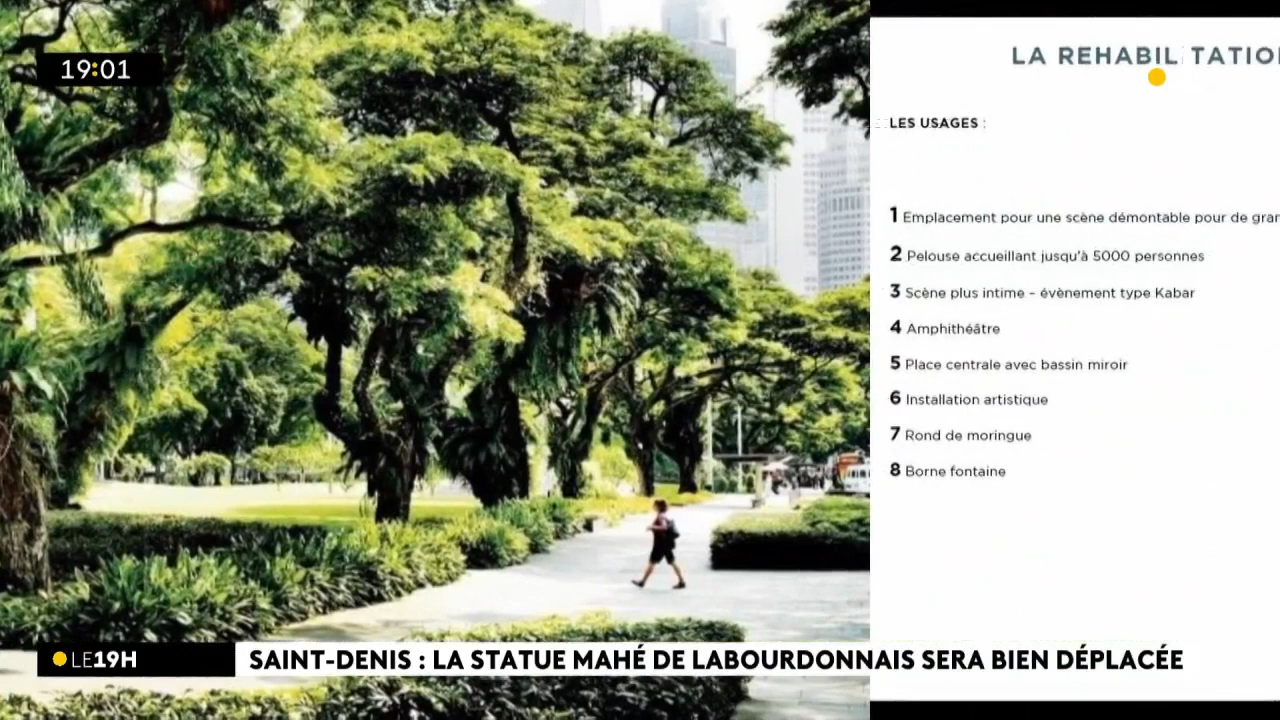 19:01
LA REHABILITATION
LES USAGES :
1 Emplacement pour une scène démontable pour de gran
2 Pelouse accueillant jusqu'à 5000 personnes
3 Scène plus intime – évènement type Kabar
4 Amphithéâtre
5 Place centrale avec bassin miroir
6 Installation artistique
7 Rond de moringue
8 Borne fontaine
LE19H SAINT-DENIS : LA STATUE MAHÉ DE LABOURDONNAIS SERA BIEN DÉPLACÉE